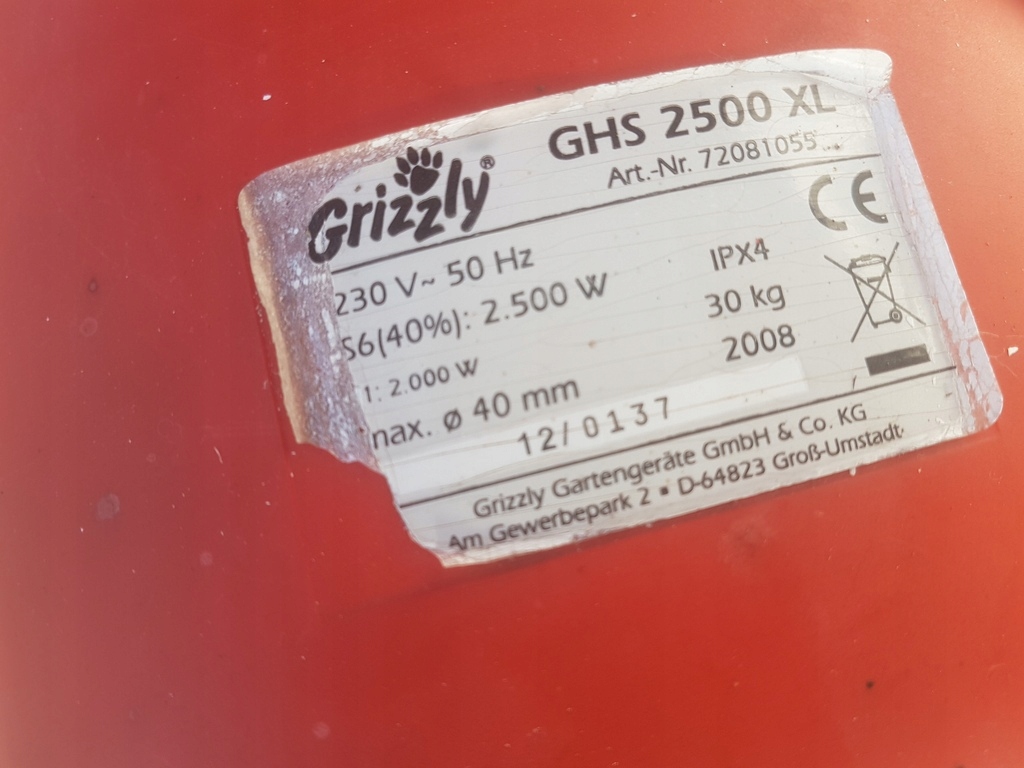 Grizzly®
GHS 2500 XL
Art.-Nr. 72081055
230 V~ 50 Hz
IPX4
CE
S6(40%): 2.500 W
30 kg
1: 2.000 W
2008
max. ø 40 mm
12/0137
Grizzly Gartengeräte GmbH & Co. KG
Am Gewerbepark 2 ▪ D-64823 Groß-Umstadt